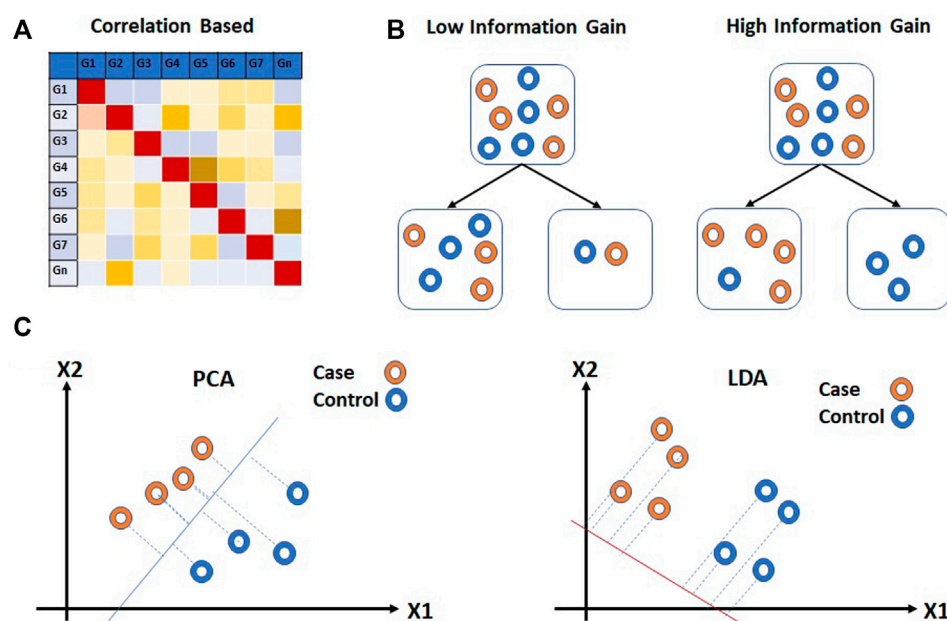 A
Correlation Based
G1 G2 G3 G4 G5 G6 G7 Gn
G1
G2
G3
G4
G5
G6
G7
Gn
B
Low Information Gain
High Information Gain
C
X2
PCA
Case
Control
X1
X2
LDA
Case
Control
X1